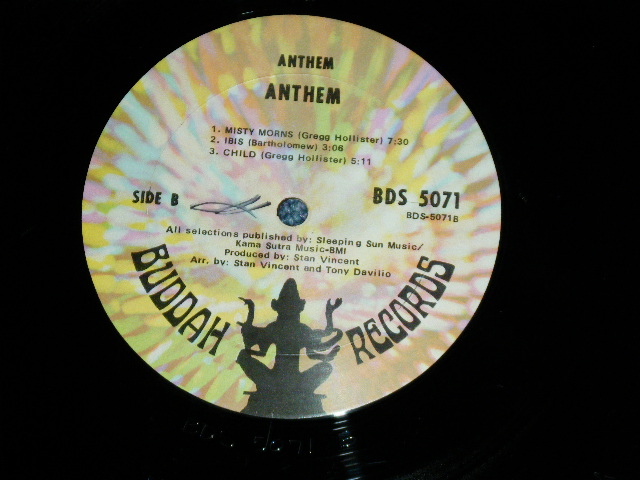 ANTHEM
ANTHEM
1. MISTY MORNS (Gregg Hollister) 7:30
2. IBIS (Bartholomew) 3:06
3. CHILD (Gregg Hollister) 5:11
SIDE B
BDS 5071
BDS-5071B
All selections published by: Sleeping Sun Music/
Kama Sutra Music-BMI
Produced by: Stan Vincent
Arr. by: Stan Vincent and Tony Davilio
BUDDAH RECORDS